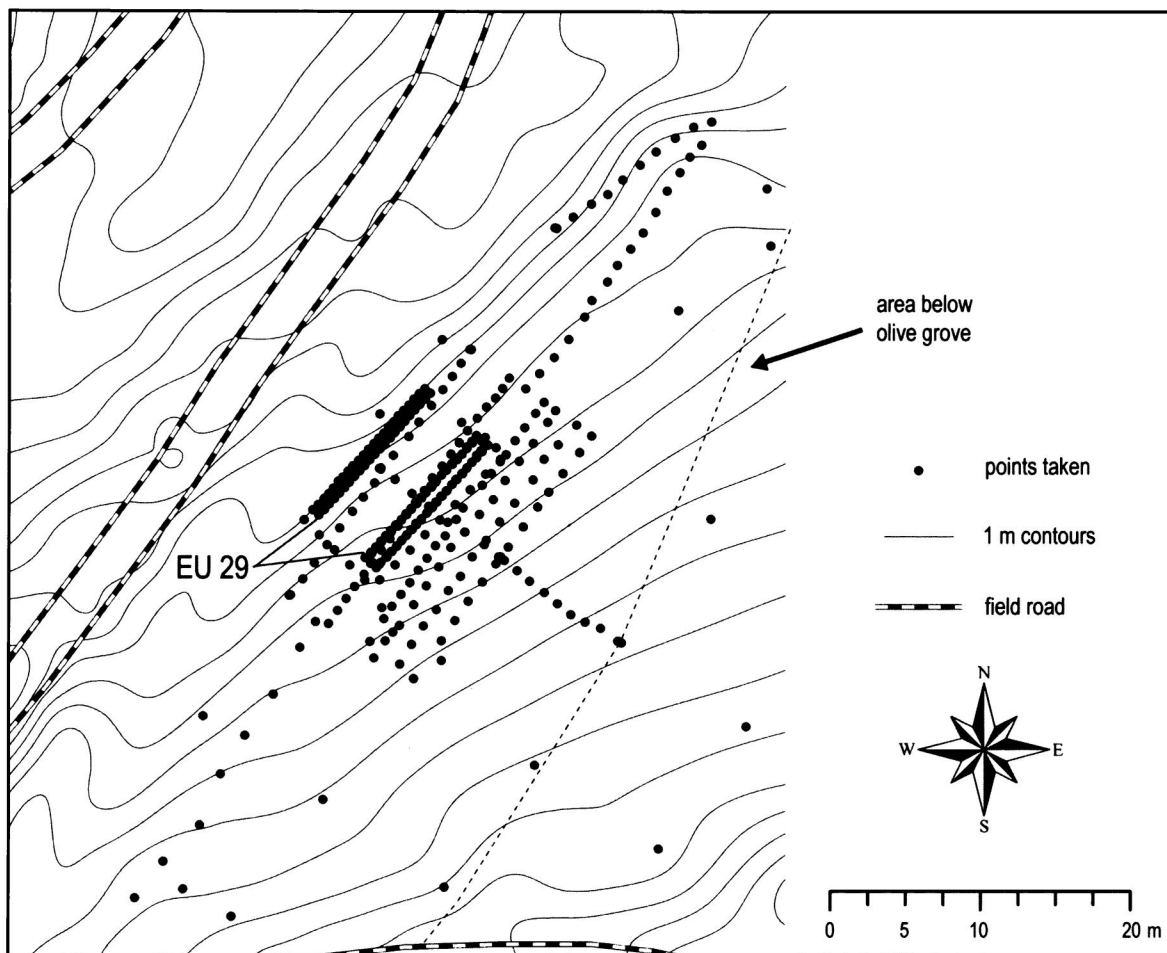 area below
olive grove
points taken
1 m contours
EU 29
field road
N
W E
S
0 5 10 20 m